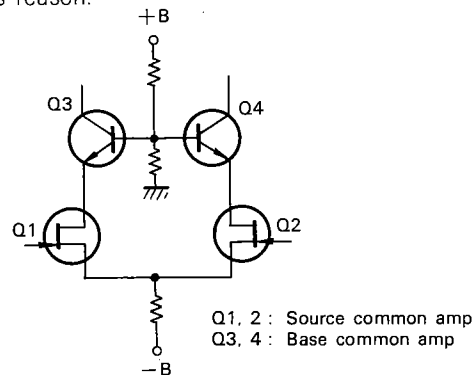 s reason.
+B
Q3
Q4
Q1
Q2
Q1, 2 : Source common amp
Q3, 4 : Base common amp
−B